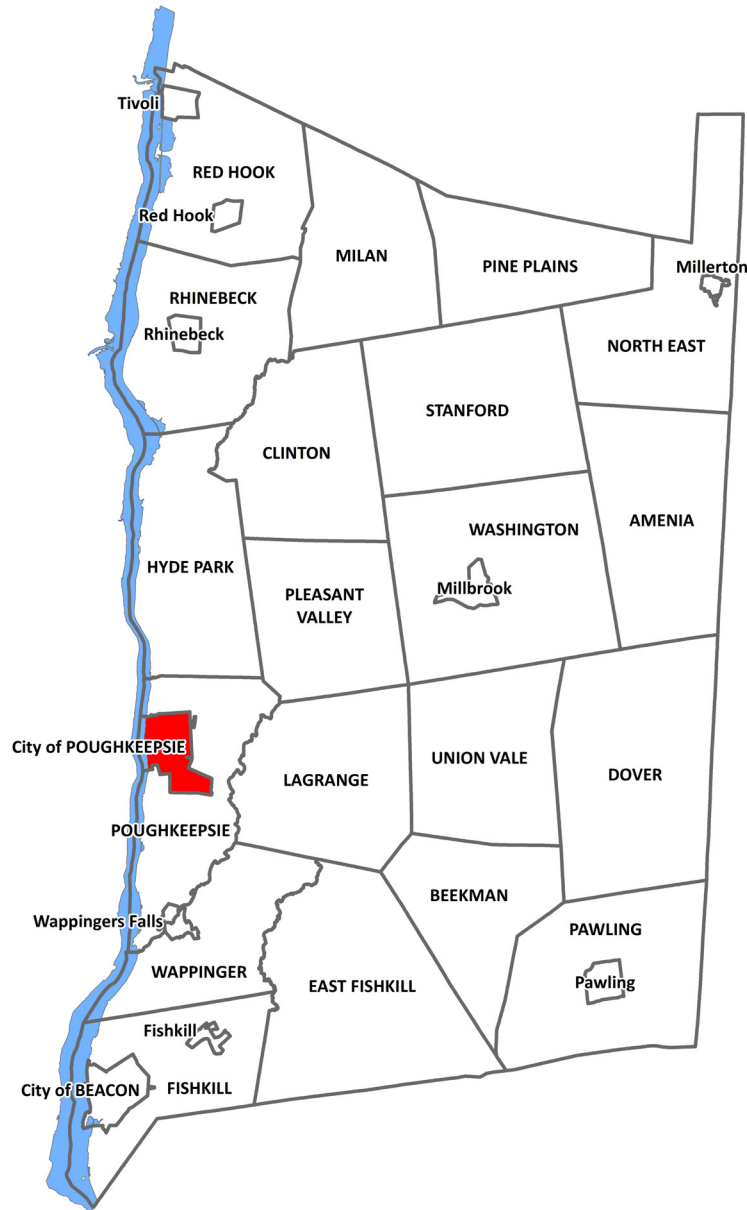 Tivoli
RED HOOK
Red Hook
MILAN
PINE PLAINS
Millerton
RHINEBECK
Rhinebeck
NORTH EAST
STANFORD
CLINTON
WASHINGTON
AMENIA
HYDE PARK
Millbrook
PLEASANT
VALLEY
City of POUGHKEEPSIE
UNION VALE
LAGRANGE
DOVER
POUGHKEEPSIE
BEEKMAN
Wappingers Falls
PAWLING
WAPPINGER
EAST FISHKILL
Pawling
Fishkill
City of BEACON
FISHKILL